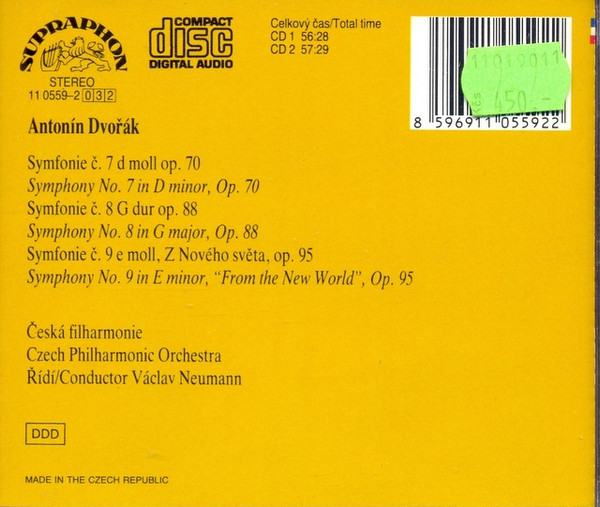 SUPRAPHON
COMPACT
disc
DIGITAL AUDIO
STEREO
11 0559-2 032
Celkový čas/Total time
CD 1 56:28
CD 2 57:29
11012011
Kčs 450.-
8 596911 055922
Antonín Dvořák
Symfonie č. 7 d moll op. 70
Symphony No. 7 in D minor, Op. 70
Symfonie č. 8 G dur op. 88
Symphony No. 8 in G major, Op. 88
Symfonie č. 9 e moll, Z Nového světa, op. 95
Symphony No. 9 in E minor, “From the New World”, Op. 95
Česká filharmonie
Czech Philharmonic Orchestra
Řídí/Conductor Václav Neumann
DDD
MADE IN THE CZECH REPUBLIC